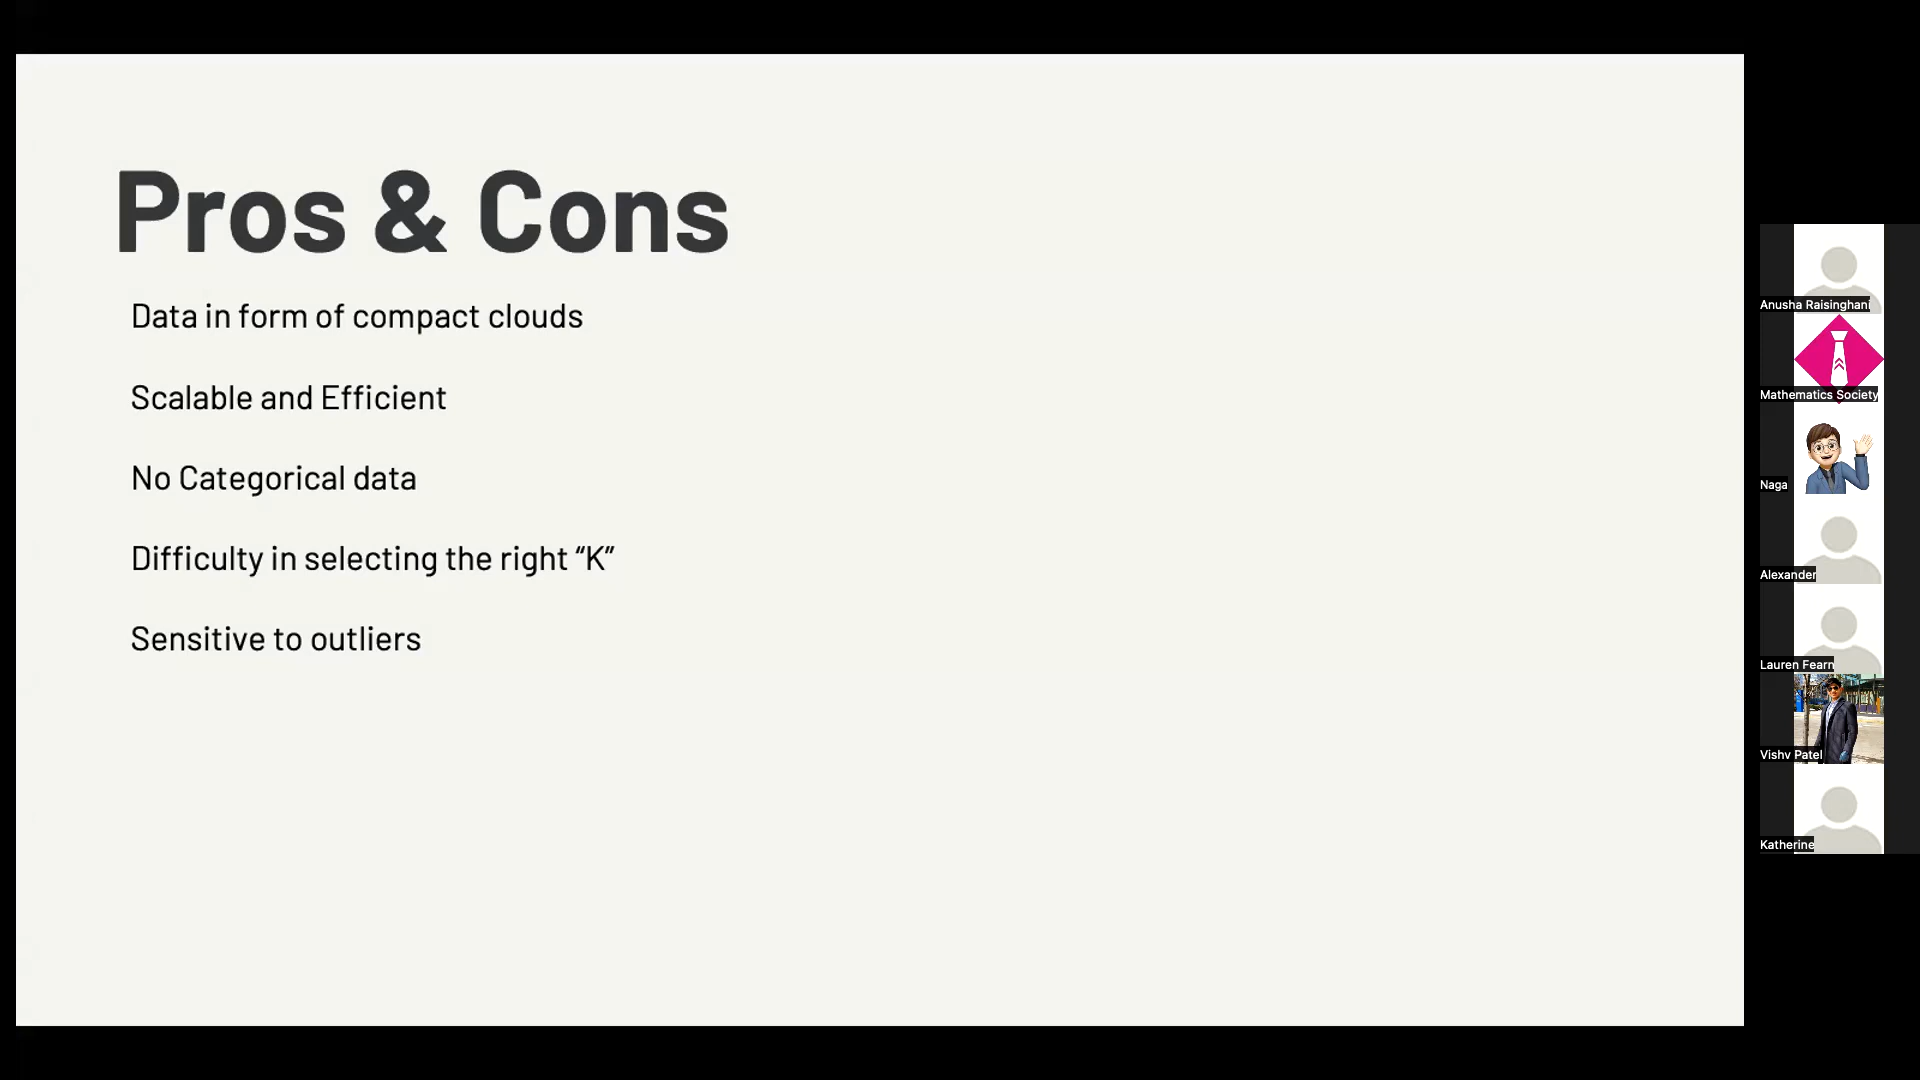 Pros & Cons
Data in form of compact clouds
Scalable and Efficient
No Categorical data
Difficulty in selecting the right “K”
Sensitive to outliers
Anusha Raisinghani
Mathematics Society
Naga
Alexander
Lauren Fearn
Vishv Patel
Katherine